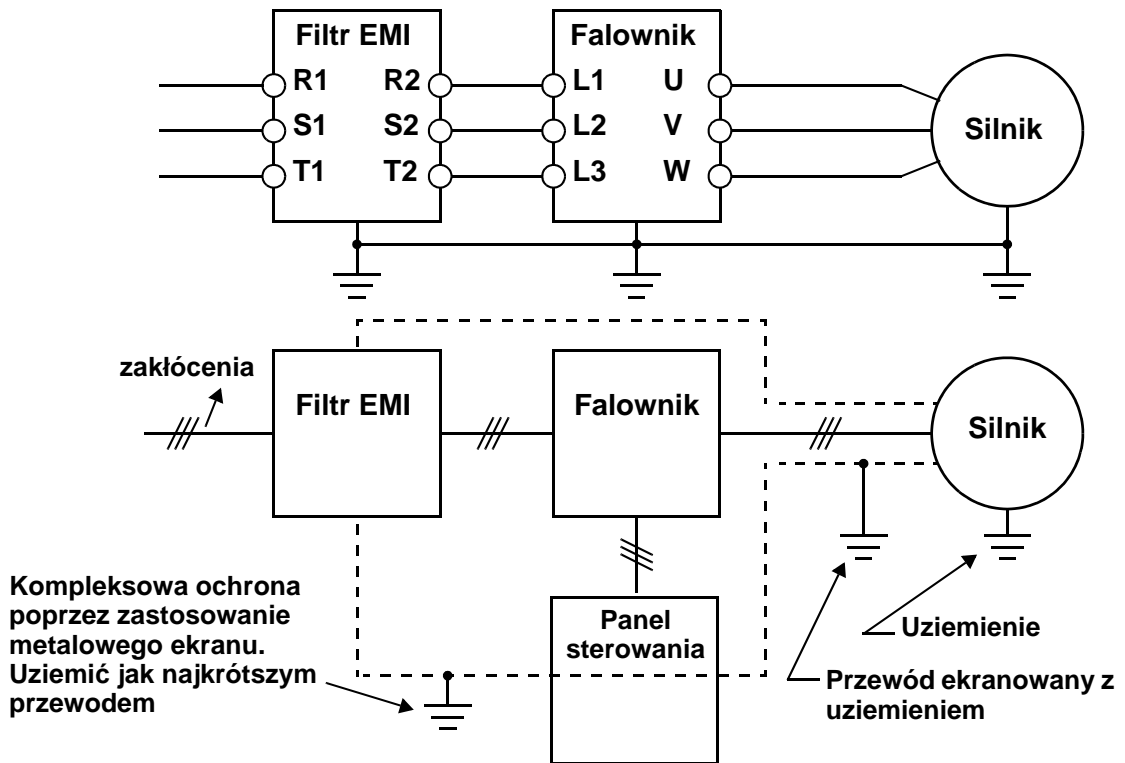 Filtr EMI
Falownik
R1 R2 L1 U
S1 S2 L2 V
T1 T2 L3 W
Silnik
zakłócenia
Filtr EMI
Falownik
Silnik
Kompleksowa ochrona
poprzez zastosowanie
metalowego ekranu.
Uziemić jak najkrótszym
przewodem
Panel
sterowania
Uziemienie
Przewód ekranowany z
uziemieniem